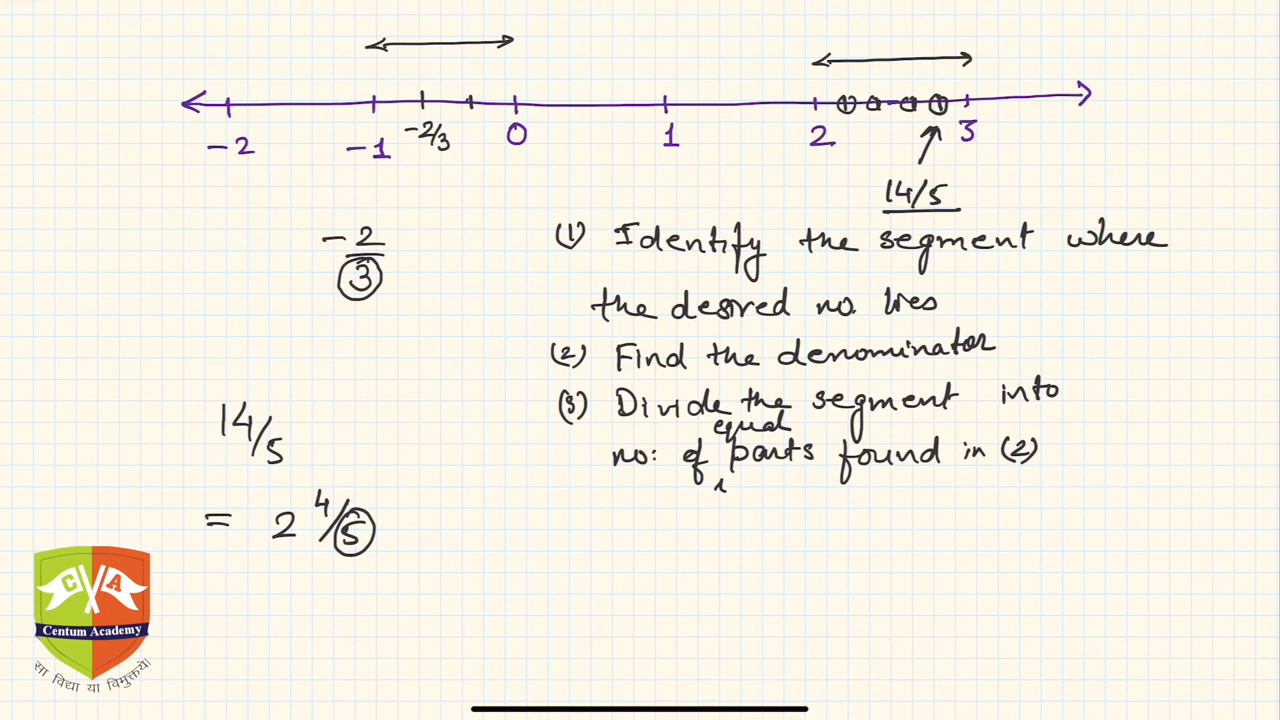 -2 -1 -2/3 0 1 2 3
14/5
-2/3
(1) Identify the segment where
the desired no. lies
(2) Find the denominator
(3) Divide the segment into
equal
no: of parts found in (2)
14/5
= 2 4/5
C A
Centum Academy
सा विद्या या विमुक्तये।